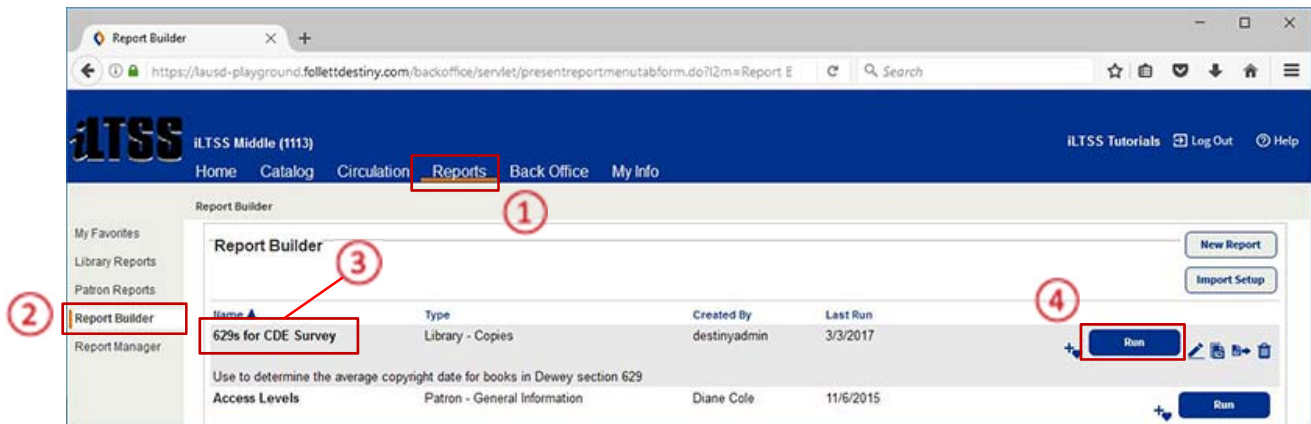 Report Builder
https://lausd-playground.follettdestiny.com/backoffice/servlet/presentreportmenutabform.do?l2m=Report E
Search
iLTSS
iLTSS Middle (1113)
iLTSS Tutorials Log Out ? Help
Home Catalog Circulation Reports Back Office My Info
1
Report Builder
My Favorites
Library Reports
Patron Reports
2 Report Builder
Report Manager
Report Builder
3
New Report
Import Setup
4
Name Type Created By Last Run
629s for CDE Survey Library - Copies destinyadmin 3/3/2017 Run
Use to determine the average copyright date for books in Dewey section 629
Access Levels Patron - General Information Diane Cole 11/6/2015 Run